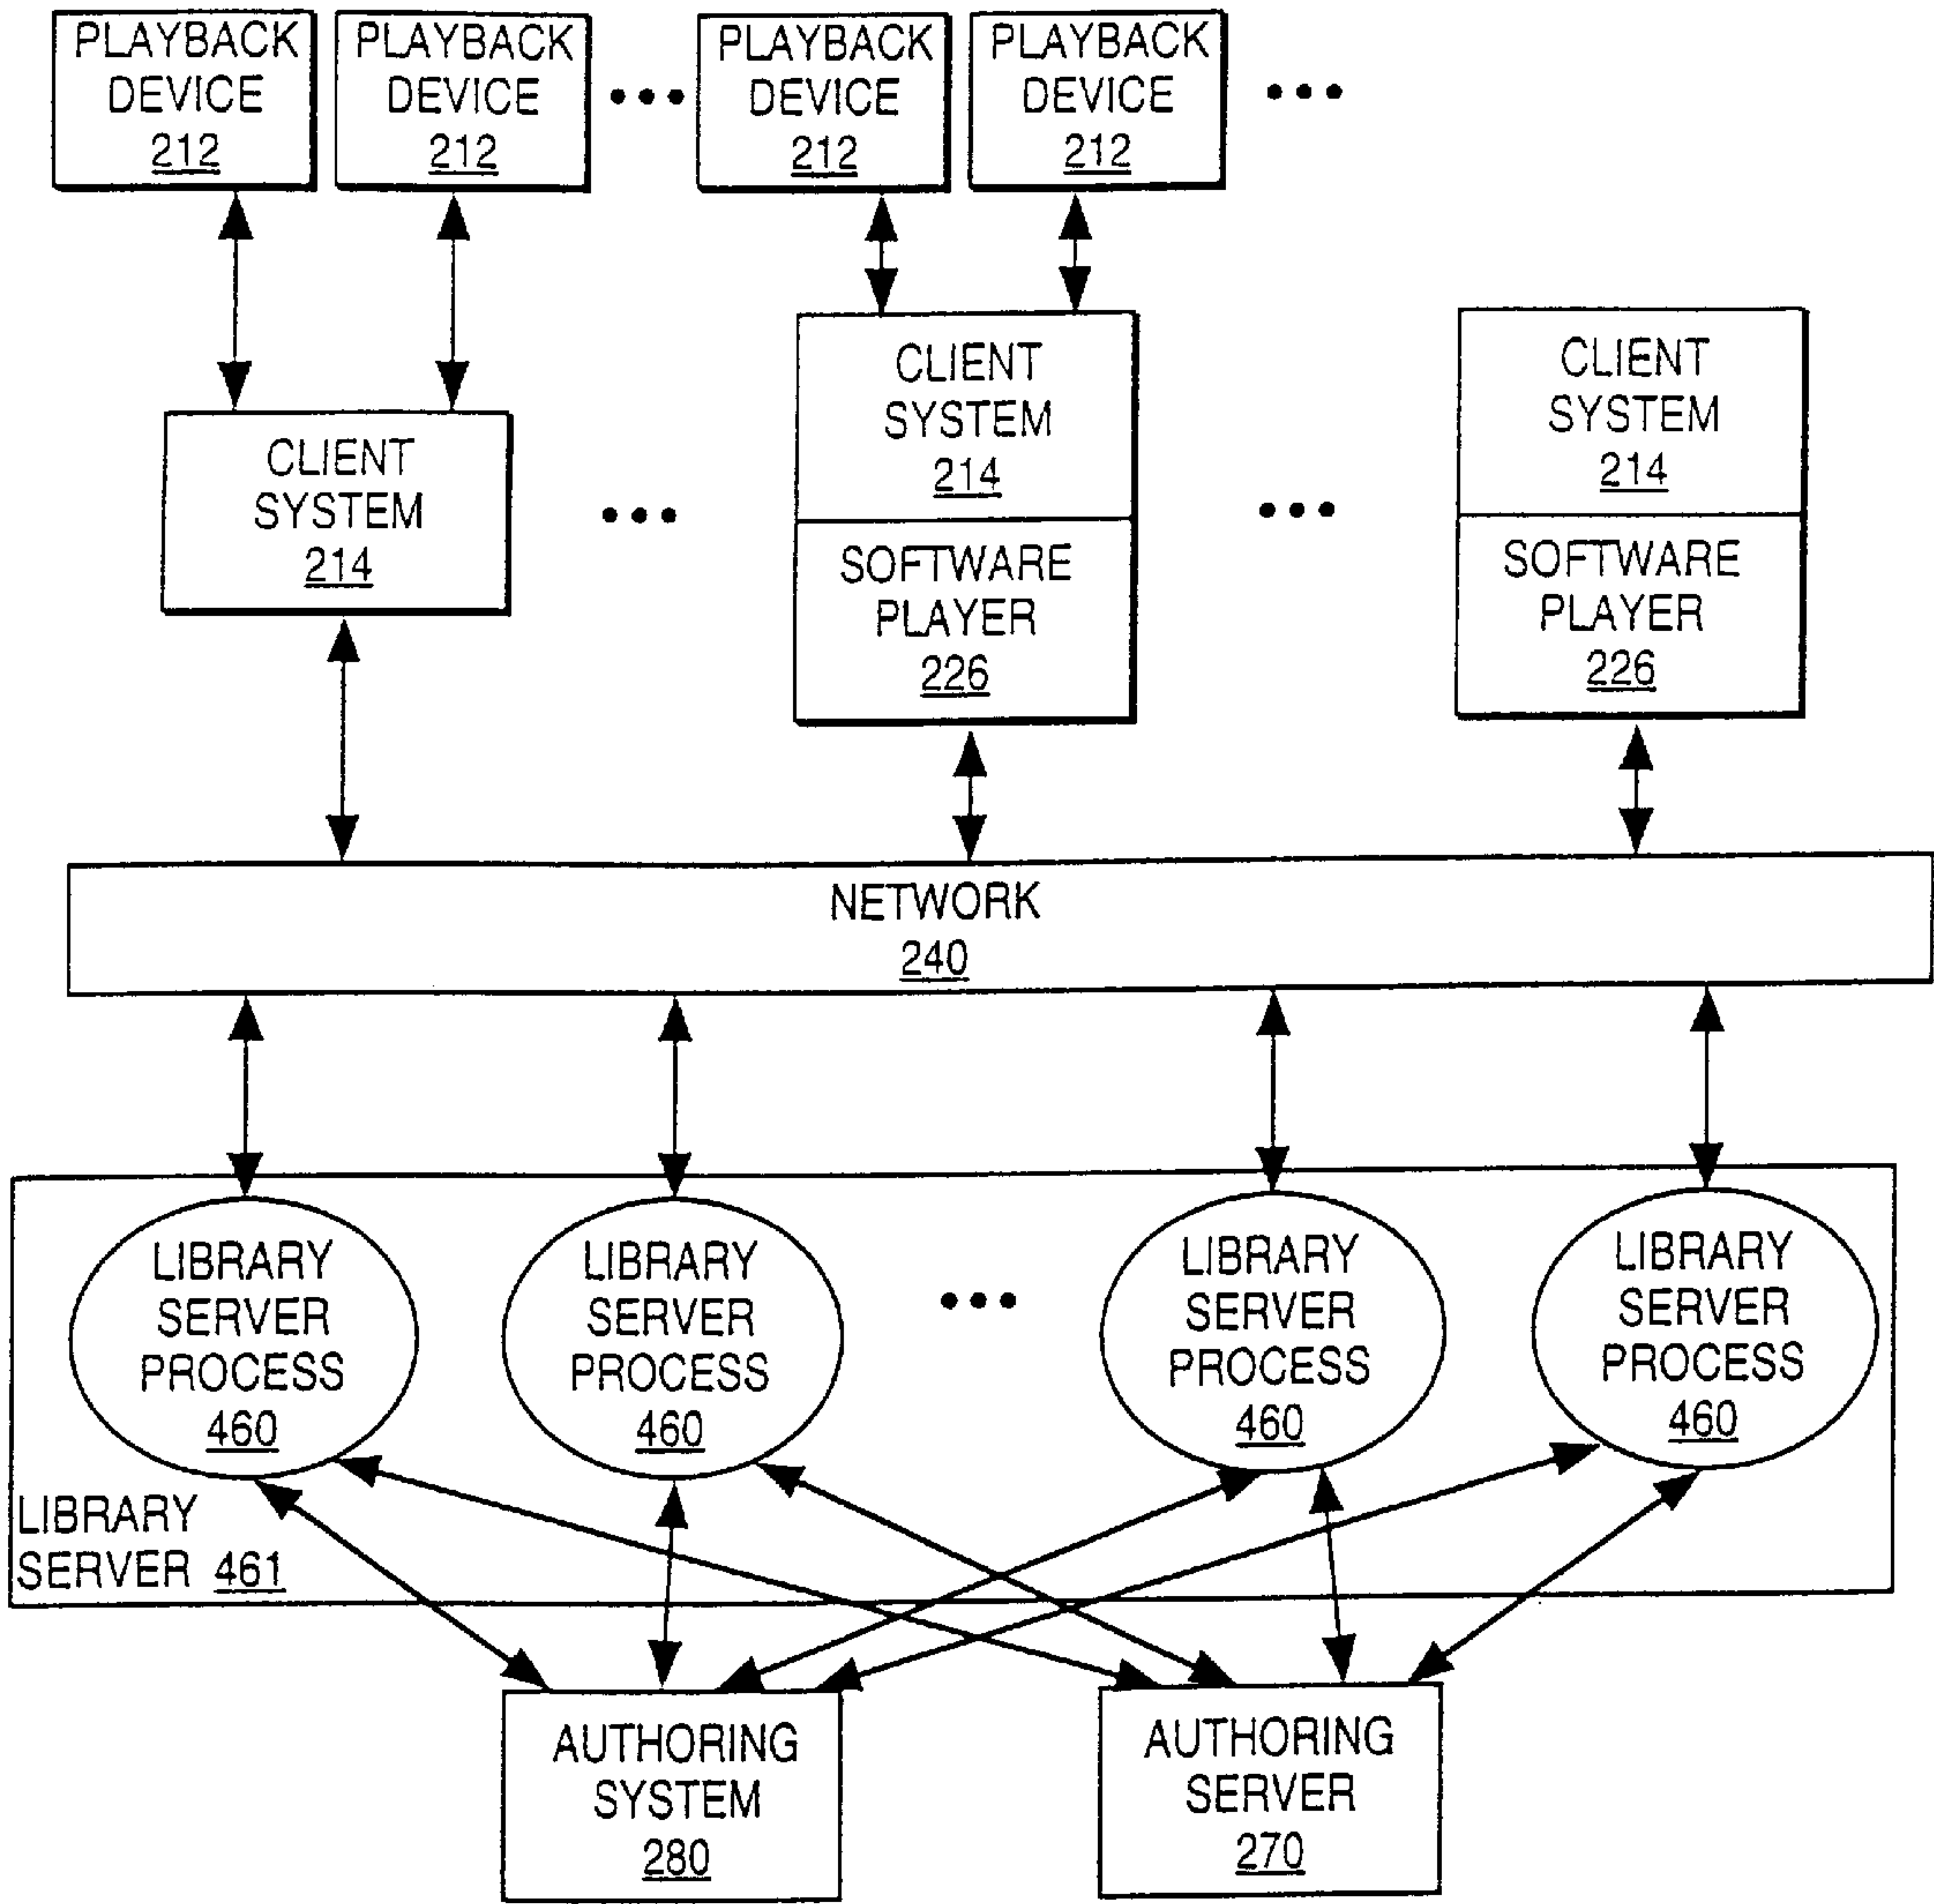 PLAYBACK
DEVICE
212
PLAYBACK
DEVICE
212
PLAYBACK
DEVICE
212
PLAYBACK
DEVICE
212
CLIENT
SYSTEM
214
CLIENT
SYSTEM
214
SOFTWARE
PLAYER
226
CLIENT
SYSTEM
214
SOFTWARE
PLAYER
226
NETWORK
240
LIBRARY
SERVER
PROCESS
460
LIBRARY
SERVER
PROCESS
460
LIBRARY
SERVER
PROCESS
460
LIBRARY
SERVER
PROCESS
460
LIBRARY
SERVER 461
AUTHORING
SYSTEM
280
AUTHORING
SERVER
270